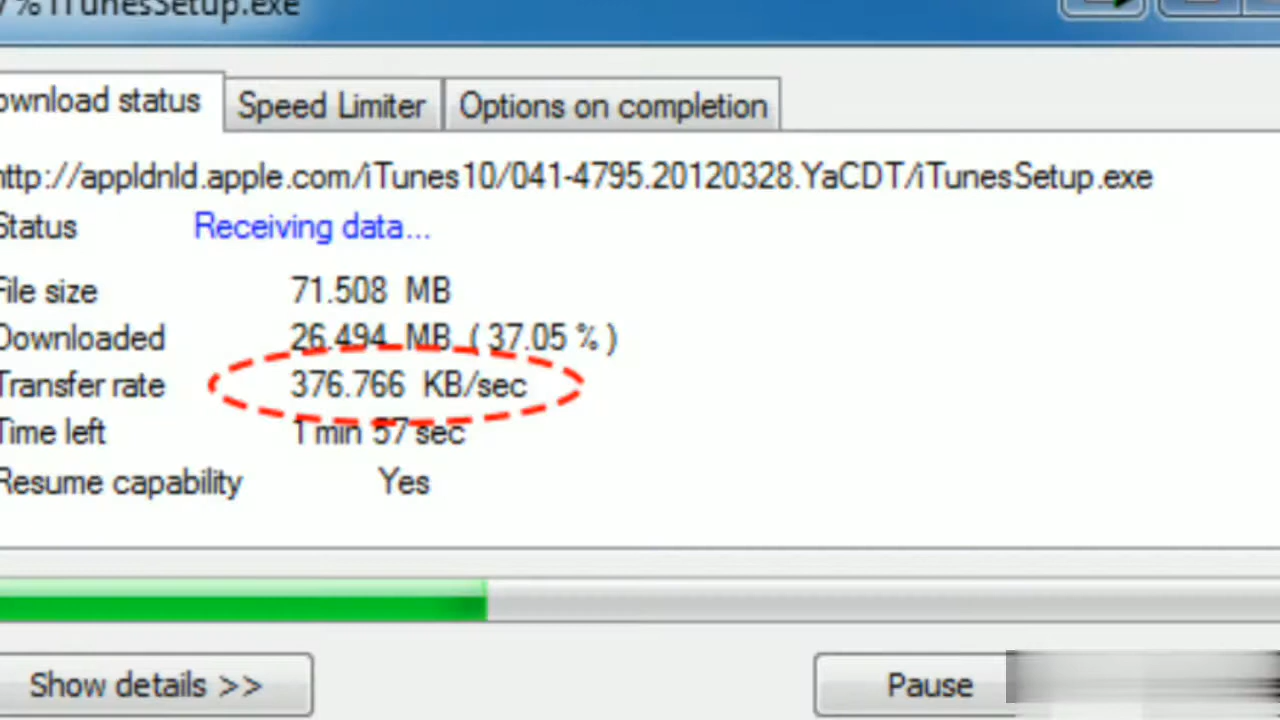 % iTunesSetup.exe
ownload status
Speed Limiter
Options on completion
http://appldnld.apple.com/iTunes10/041-4795.20120328.YaCDT/iTunesSetup.exe
Status Receiving data...
File size 71.508 MB
Downloaded 26.494 MB ( 37.05 % )
Transfer rate 376.766 KB/sec
Time left 1 min 57 sec
Resume capability Yes
Show details >>
Pause